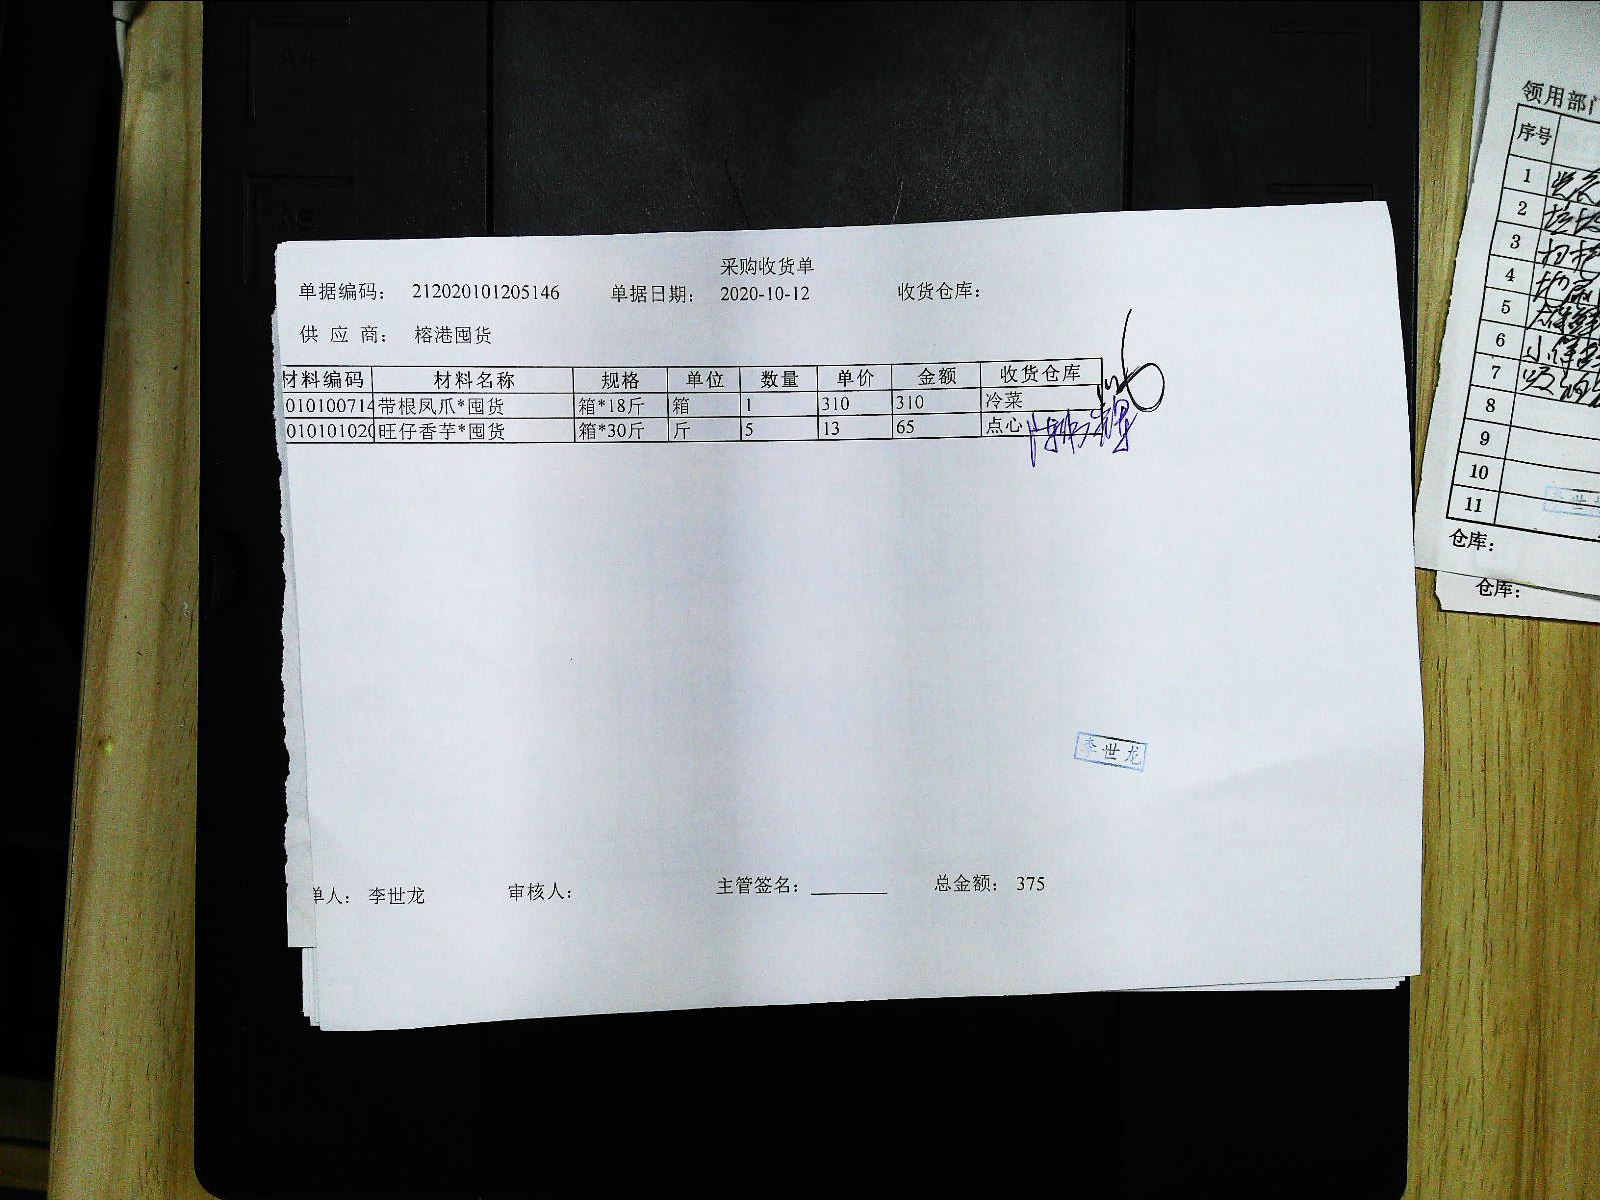 采购收货单
单据编码: 212020101205146 单据日期: 2020-10-12 收货仓库:
供 应 商: 榕港囤货
材料编码 材料名称 规格 单位 数量 单价 金额 收货仓库
010100714 带根凤爪*囤货 箱*18斤 箱 1 310 310 冷菜
010101020 旺仔香芋*囤货 箱*30斤 斤 5 13 65 点心
李世龙
单人: 李世龙 审核人: 主管签名: 总金额: 375
领用部门
序号
1
2
3
4
5
6
7
8
9
10
11
仓库:
仓库:
A4
A5